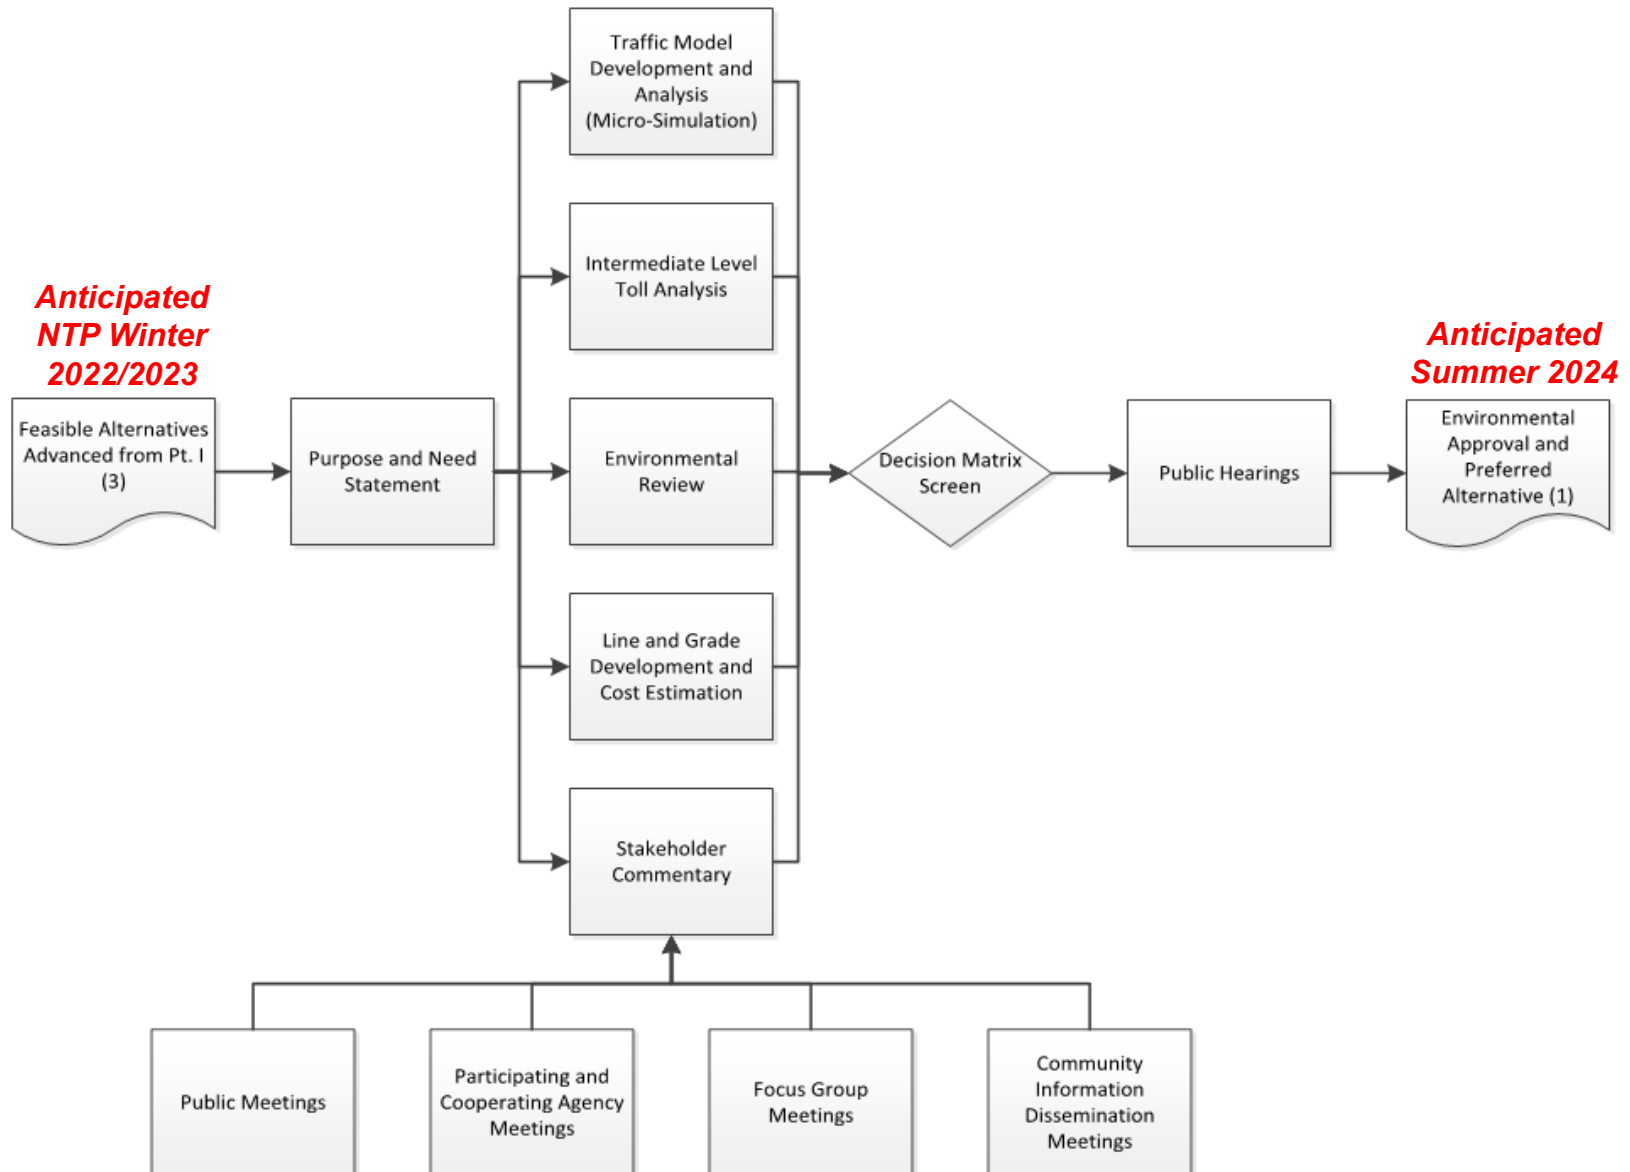 Traffic Model
Development and
Analysis
(Micro-Simulation)
Intermediate Level
Toll Analysis
Anticipated
NTP Winter
2022/2023
Anticipated
Summer 2024
Feasible Alternatives
Advanced from Pt. I
(3)
Purpose and Need
Statement
Environmental
Review
Decision Matrix
Screen
Public Hearings
Environmental
Approval and
Preferred
Alternative (1)
Line and Grade
Development and
Cost Estimation
Stakeholder
Commentary
Public Meetings
Participating and
Cooperating Agency
Meetings
Focus Group
Meetings
Community
Information
Dissemination
Meetings